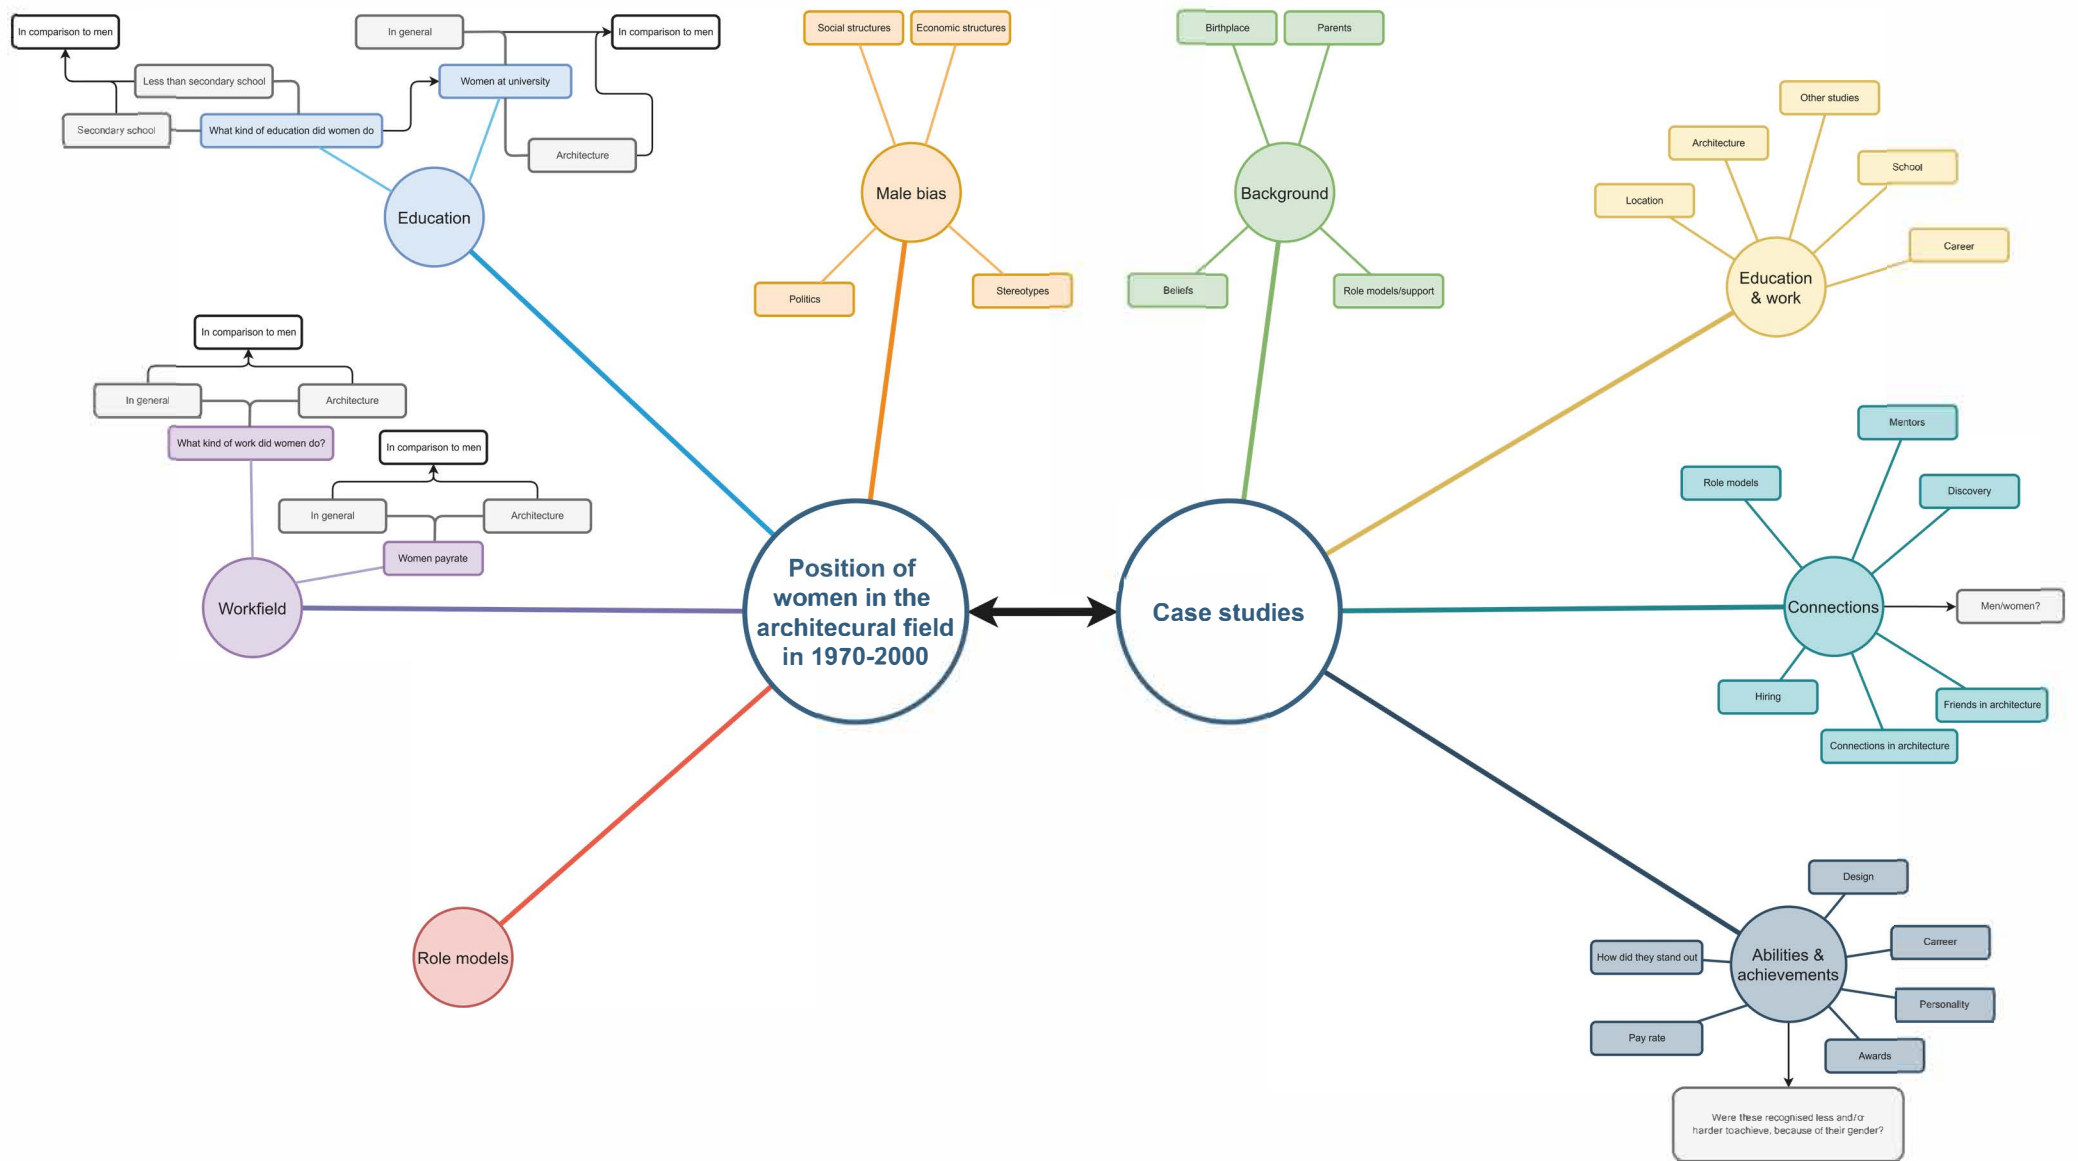 In comparison to men
In general
In comparison to men
Less than secondary school
Women at university
Secondary school
What kind of education did women do
Architecture
Education
Social structures
Economic structures
Male bias
Politics
Stereotypes
Birthplace
Parents
Background
Beliefs
Role models/support
Other studies
Architecture
School
Location
Career
Education
& work
In comparison to men
In general
Architecture
What kind of work did women do?
In comparison to men
In general
Architecture
Women payrate
Workfield
Position of
women in the
architecural field
in 1970-2000
Case studies
Mentors
Role models
Discovery
Connections
Men/women?
Hiring
Friends in architecture
Connections in architecture
Role models
Design
How did they stand out
Carreer
Abilities &
achievements
Personality
Pay rate
Awards
Were these recognised less and/or
harder toachieve, because of their gender?